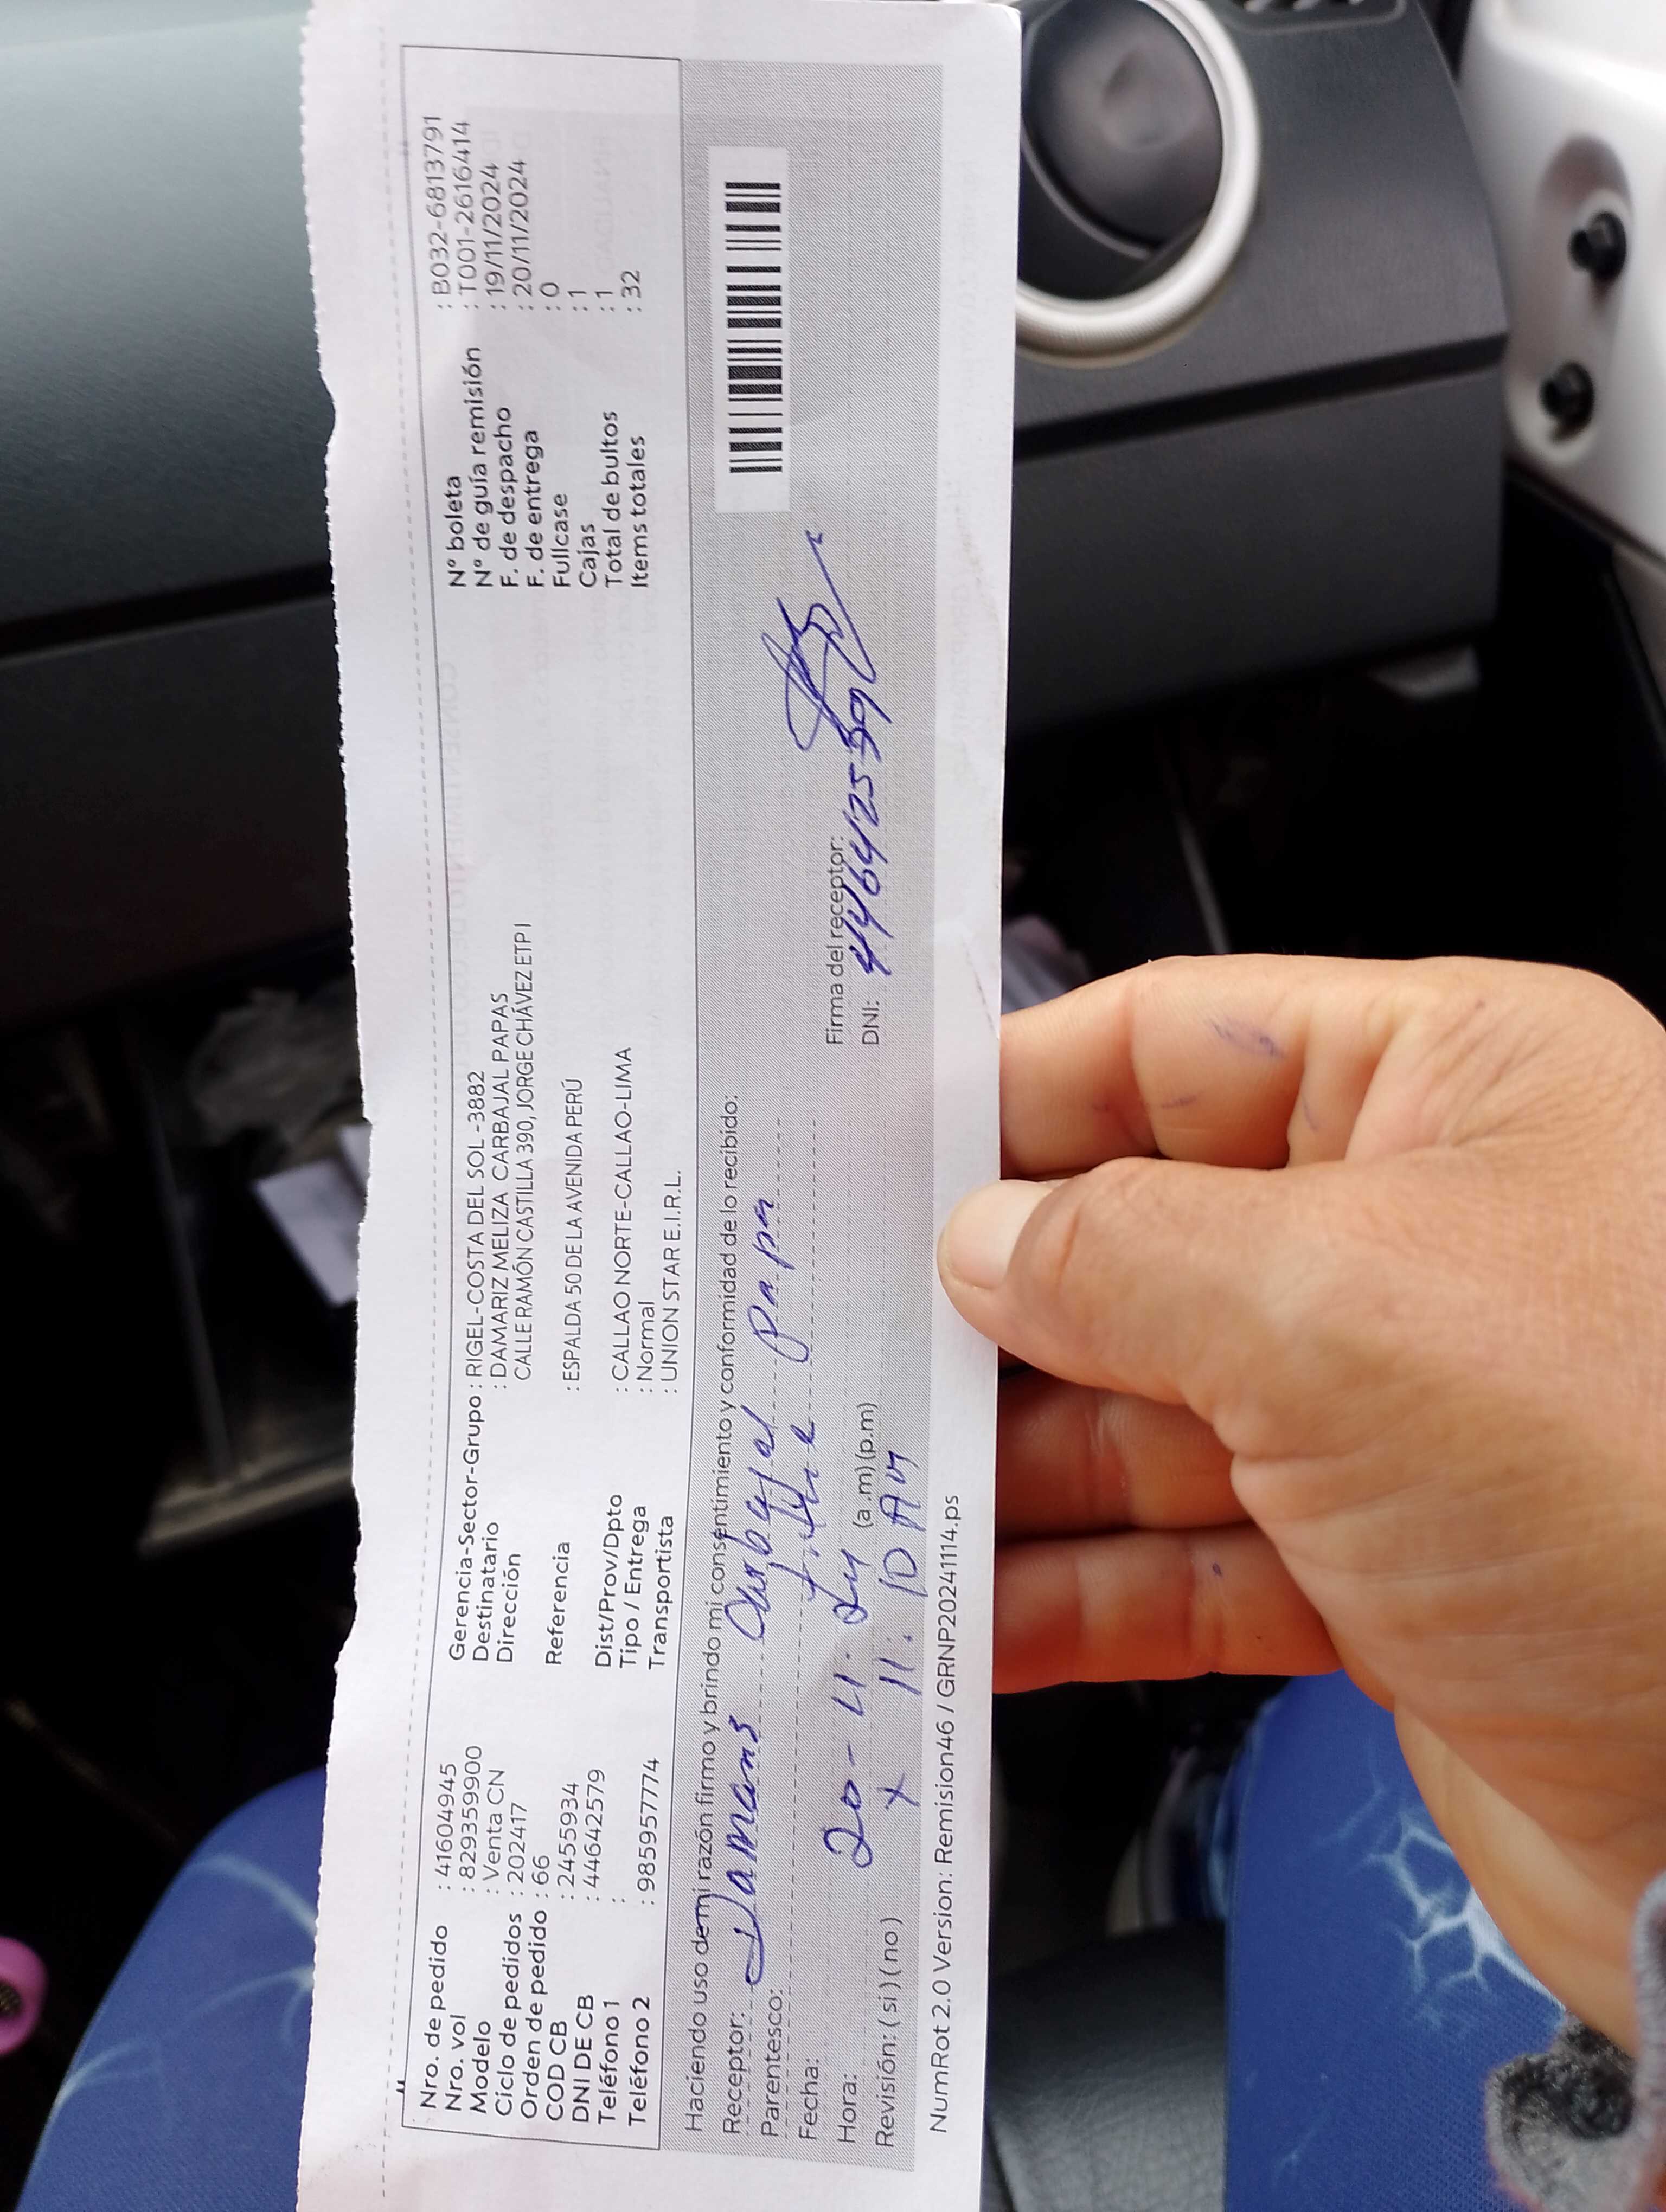 Nro. de pedido : 41604945
Nro. vol : 829359900
Modelo : Venta CN
Ciclo de pedidos : 202417
Orden de pedido : 66
COD CB : 2455934
DNI DE CB : 44642579
Teléfono 1 :
Teléfono 2 : 985957774
Gerencia-Sector-Grupo : RIGEL-COSTA DEL SOL -3882
Destinatario : DAMARIZ MELIZA CARBAJAL PAPAS
Dirección CALLE RAMÓN CASTILLA 390, JORGE CHÁVEZ ETP I
Referencia : ESPALDA 50 DE LA AVENIDA PERÚ
Dist/Prov/Dpto : CALLAO NORTE-CALLAO-LIMA
Tipo / Entrega : Normal
Transportista : UNION STAR E.I.R.L.
N° boleta : B032-6813791
N° de guía remisión : T001-2616414
F. de despacho : 19/11/2024
F. de entrega : 20/11/2024
Fullcase : 0
Cajas : 1
Total de bultos : 1
Items totales : 32
Haciendo uso de mi razón firmo y brindo mi consentimiento y conformidad de lo recibido:
Receptor: Damaris Carbajal Papa
Parentesco:
Fecha: 20-11-24
Hora: (a.m) (p.m)
Revisión: (si) (no) x 11:10 AM
Firma del receptor:
DNI: 44642579
NumRot 2.0 Version: Remision46 / GRNP20241114.ps